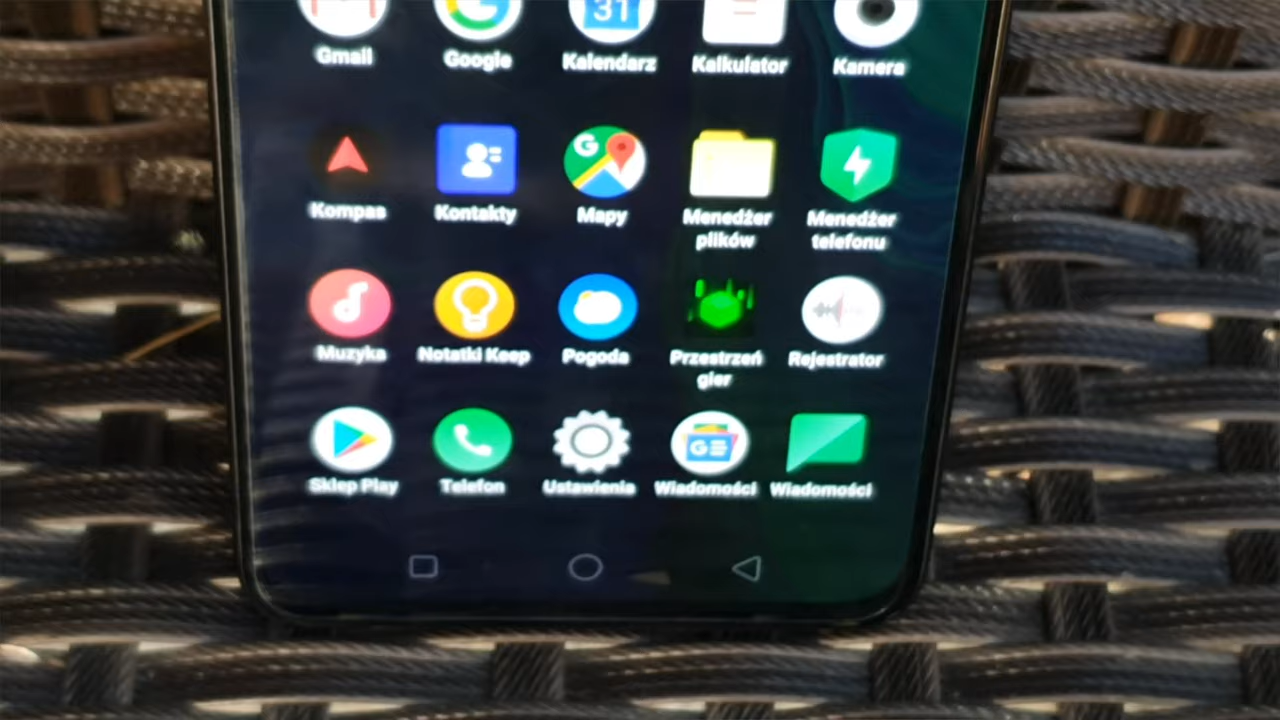 31
Gmail
Google
Kalendarz
Kalkulator
Kamera
G
Kompas
Kontakty
Mapy
Menedżer
plików
Menedżer
telefonu
Muzyka
Notatki Keep
Pogoda
Przestrzeń
gier
Rejestrator
G
Sklep Play
Telefon
Ustawienia
Wiadomości
Wiadomości